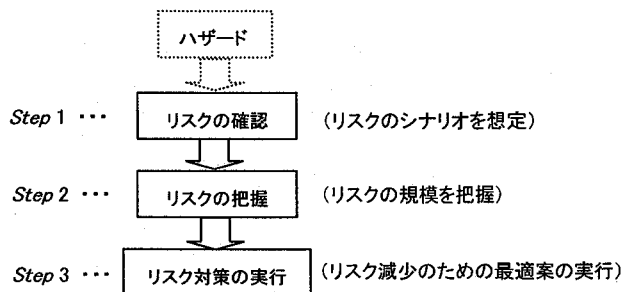 ハザード
Step 1 ・・・ リスクの確認 (リスクのシナリオを想定)
Step 2 ・・・ リスクの把握 (リスクの規模を把握)
Step 3 ・・・ リスク対策の実行 (リスク減少のための最適案の実行)